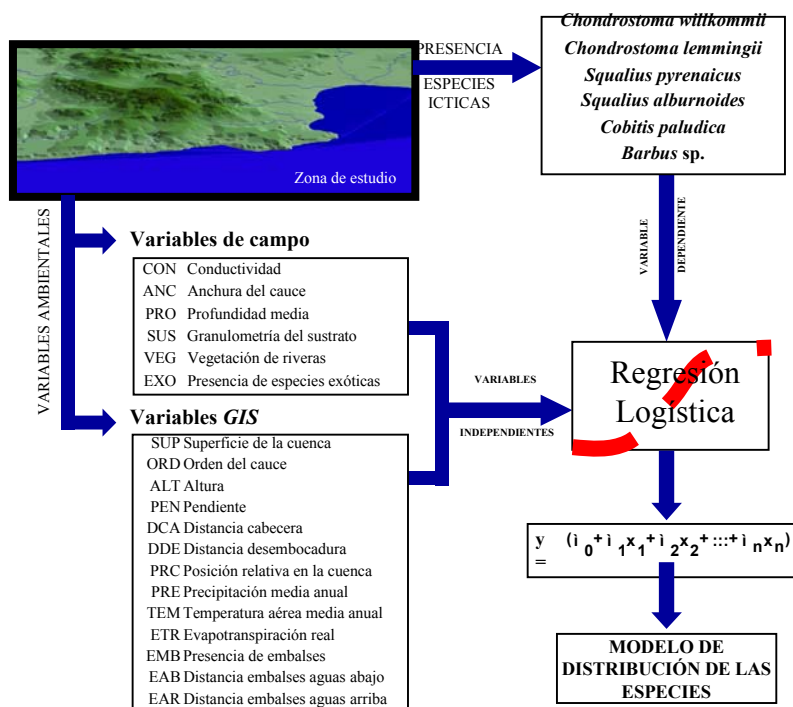 Chondrostoma willkommii
Chondrostoma lemmingii
Squalius pyrenaicus
Squalius alburnoides
Cobitis paludica
Barbus sp.
PRESENCIA
ESPECIES
ICTICAS
Zona de estudio
VARIABLES AMBIENTALES
Variables de campo
CON Conductividad
ANC Anchura del cauce
PRO Profundidad media
SUS Granulometría del sustrato
VEG Vegetación de riveras
EXO Presencia de especies exóticas
Variables GIS
SUP Superfície de la cuenca
ORD Orden del cauce
ALT Altura
PEN Pendiente
DCA Distancia cabecera
DDE Distancia desembocadura
PRC Posición relativa en la cuenca
PRE Precipitación media anual
TEM Temperatura aérea media anual
ETR Evapotranspiración real
EMB Presencia de embalses
EAB Distancia embalses aguas abajo
EAR Distancia embalses aguas arriba
VARIABLES
INDEPENDIENTES
VARIABLE
DEPENDIENTE
Regresión
Logística
y = (ì0+ì1x1+ì2x2+:::+ìnxn)
MODELO DE
DISTRIBUCIÓN DE LAS
ESPECIES